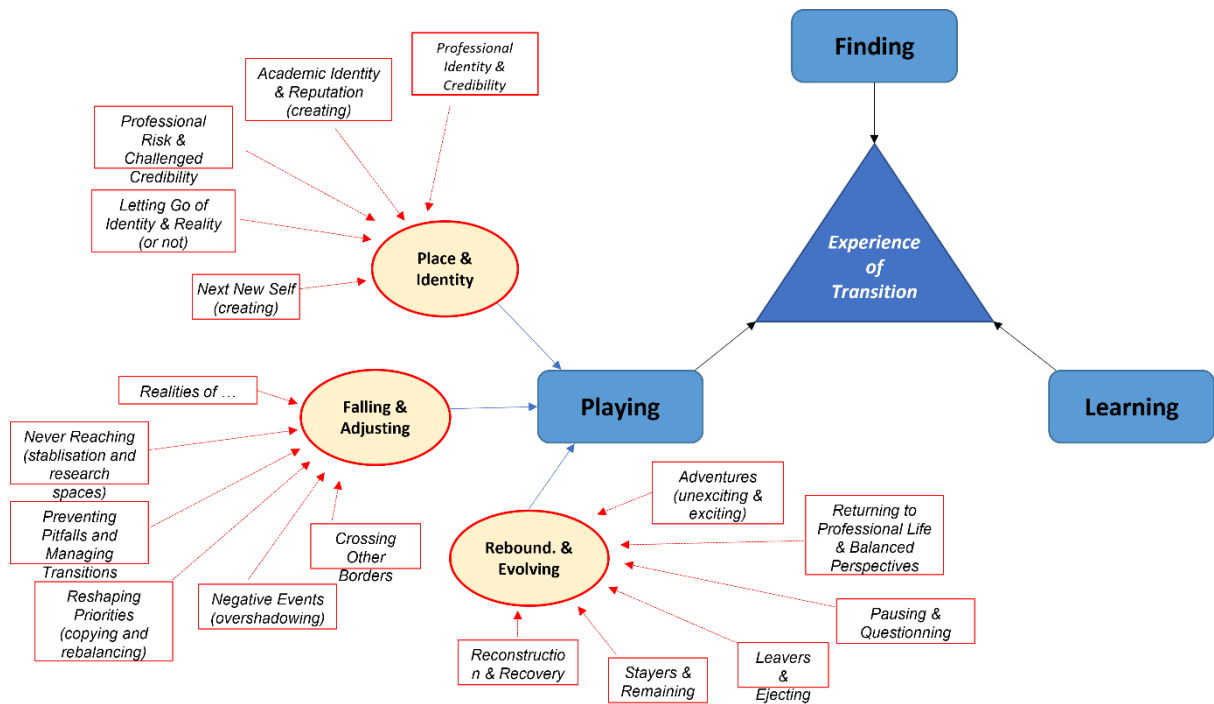 Finding
Professional
Identity &
Credibility
Academic Identity
& Reputation
(creating)
Professional
Risk &
Challenged
Credibility
Letting Go of
Identity & Reality
(or not)
Next New Self
(creating)
Place &
Identity
Experience
of
Transition
Realities of …
Falling &
Adjusting
Playing
Learning
Never Reaching
(stablisation and
research
spaces)
Preventing
Pitfalls and
Managing
Transitions
Reshaping
Priorities
(copying and
rebalancing)
Negative Events
(overshadowing)
Crossing
Other
Borders
Rebound. &
Evolving
Adventures
(unexciting &
exciting)
Returning to
Professional Life
& Balanced
Perspectives
Pausing &
Questionning
Leavers
&
Ejecting
Stayers &
Remaining
Reconstructio
n & Recovery